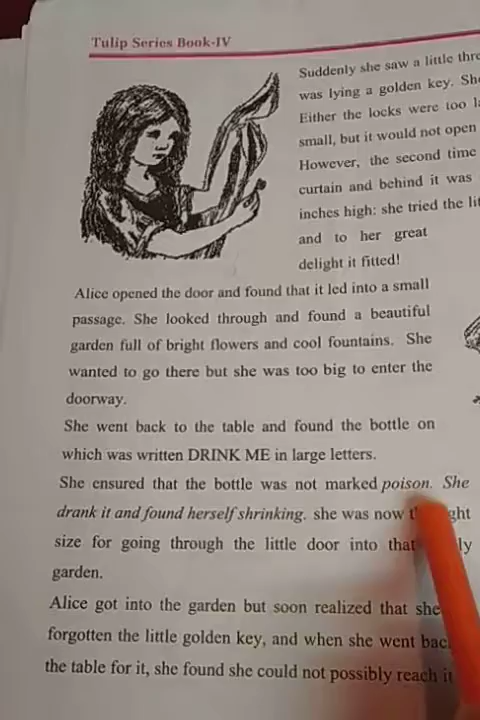 Tulip Series Book-IV
Suddenly she saw a little
was lying a golden key. She
Either the locks were too
small, but it would not open
However, the second time
curtain and behind it was
inches high: she tried the
and to her great
delight it fitted!
Alice opened the door and found that it led into a small
passage. She looked through and found a beautiful
garden full of bright flowers and cool fountains. She
wanted to go there but she was too big to enter the
doorway.
She went back to the table and found the bottle on
which was written DRINK ME in large letters.
She ensured that the bottle was not marked poison. She
drank it and found herself shrinking. she was now
size for going through the little door into that
garden.
Alice got into the garden but soon realized that she
forgotten the little golden key, and when she went
the table for it, she found she could not possibly reach it